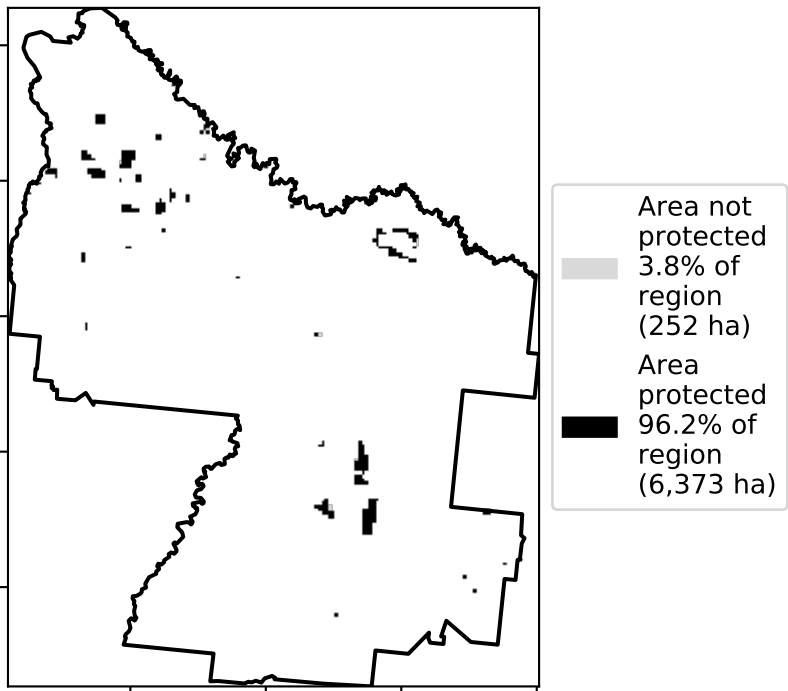 Area not
protected
3.8% of
region
(252 ha)
Area
protected
96.2% of
region
(6,373 ha)